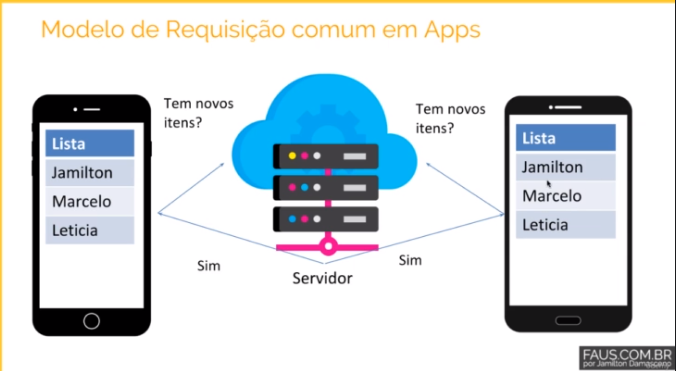 Modelo de Requisição comum em Apps
Tem novos
itens?
Tem novos
itens?
Lista
Jamilton
Marcelo
Leticia
Lista
Jamilton
Marcelo
Leticia
Sim
Servidor
Sim
FAUS.COM.BR
por Jamilton Damasceno